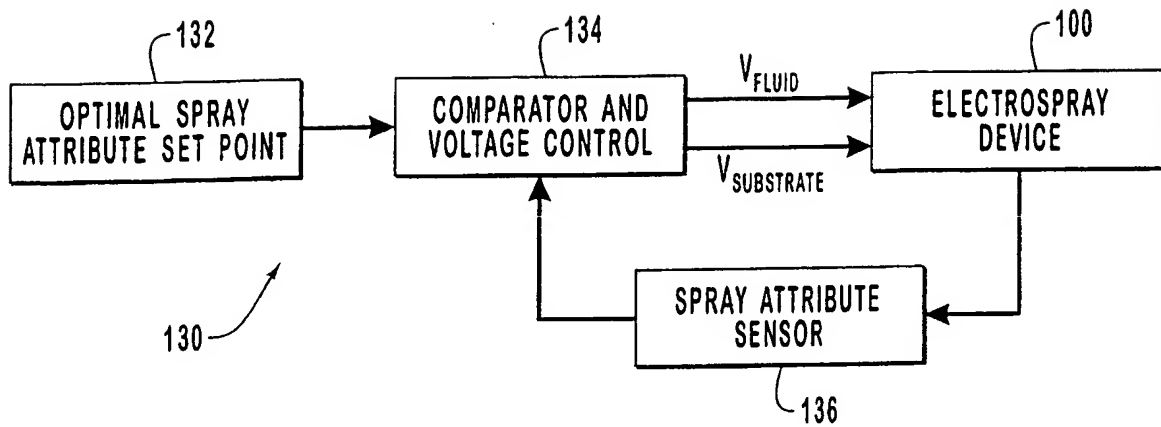 132
134
100
OPTIMAL SPRAY
ATTRIBUTE SET POINT
COMPARATOR AND
VOLTAGE CONTROL
VFLUID
VSUBSTRATE
ELECTROSPRAY
DEVICE
SPRAY ATTRIBUTE
SENSOR
130
136